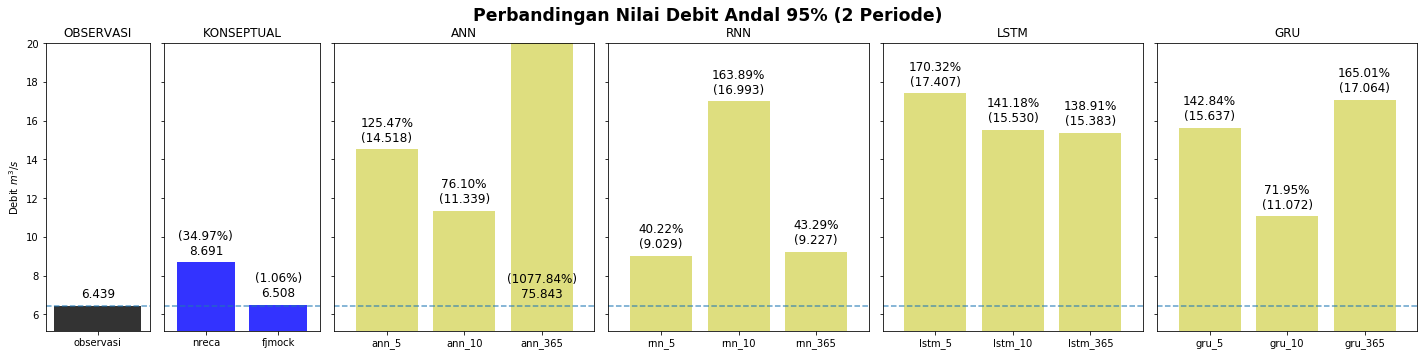 Perbandingan Nilai Debit Andal 95% (2 Periode)
OBSERVASI
KONSEPTUAL
ANN
RNN
LSTM
GRU
Debit m³/s
20
18
16
14
12
10
8
6
6.439
observasi
(34.97%)
8.691
(1.06%)
6.508
nreca
fjmock
125.47%
(14.518)
76.10%
(11.339)
(1077.84%)
75.843
ann_5
ann_10
ann_365
40.22%
(9.029)
163.89%
(16.993)
43.29%
(9.227)
rnn_5
rnn_10
rnn_365
170.32%
(17.407)
141.18%
(15.530)
138.91%
(15.383)
lstm_5
lstm_10
lstm_365
142.84%
(15.637)
71.95%
(11.072)
165.01%
(17.064)
gru_5
gru_10
gru_365